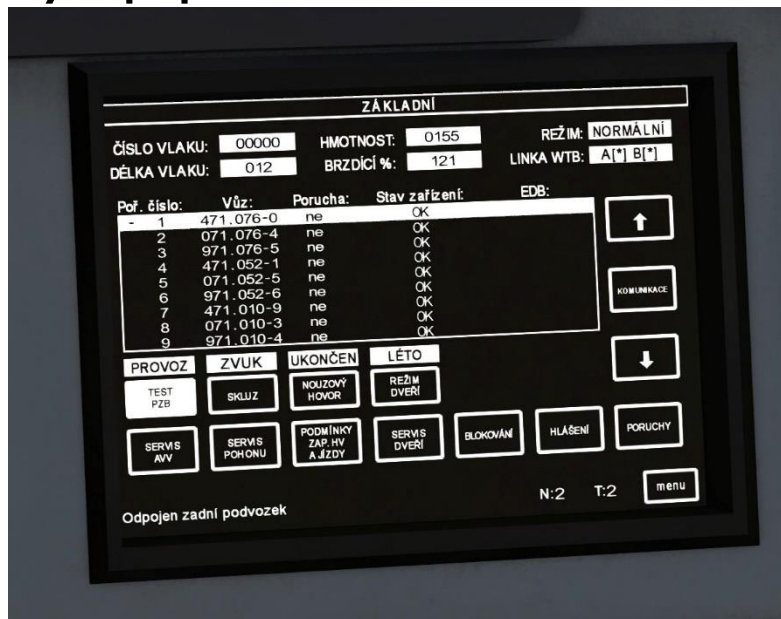 ZÁKLADNÍ
ČÍSLO VLAKU: 00000 HMOTNOST: 0155 REŽIM: NORMÁLNÍ
DÉLKA VLAKU: 012 BRZDÍCÍ %: 121 LINKA WTB: A[*] B[*]
Poř. číslo: Vůz: Porucha: Stav zařízení: EDB:
- 1 471.076-0 ne OK
2 071.076-4 ne OK
3 971.076-5 ne OK
4 471.052-1 ne OK
5 071.052-5 ne OK
6 971.052-6 ne OK
7 471.010-9 ne OK
8 071.010-3 ne OK
9 971.010-4 ne OK
↑
KOMUNIKACE
↓
PROVOZ ZVUK UKONČEN LÉTO
TEST PZB SKLUZ NOUZOVÝ HOVOR REŽIM DVEŘÍ
SERVIS AVV SERVIS POHONU PODMÍNKY ZAP. HV A JÍZDY SERVIS DVEŘÍ BLOKOVÁNÍ HLÁŠENÍ PORUCHY
N:2 T:2 menu
Odpojen zadní podvozek